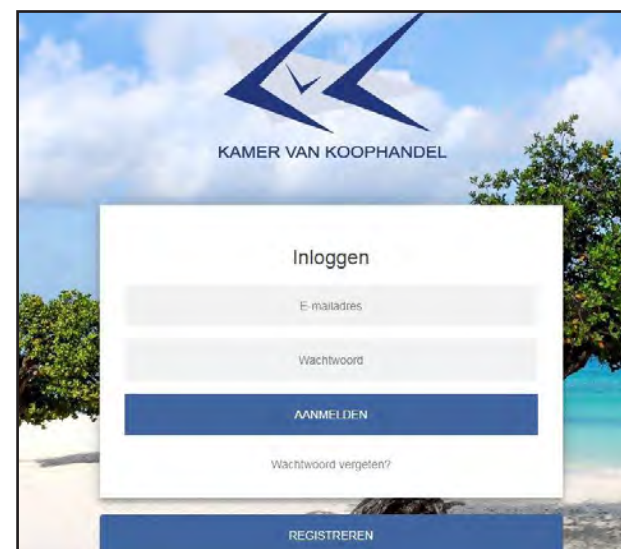 KAMER VAN KOOPHANDEL
Inloggen
E-mailadres
Wachtwoord
AANMELDEN
Wachtwoord vergeten?
REGISTREREN